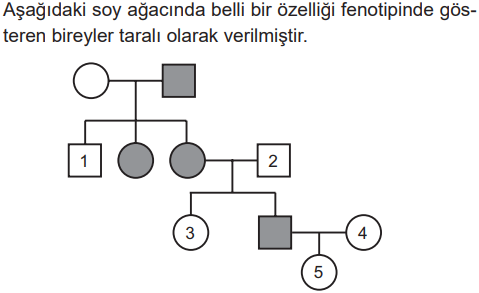 Aşağıdaki soy ağacında belli bir özelliği fenotipinde gös-
teren bireyler taralı olarak verilmiştir.
1
2
3
4
5